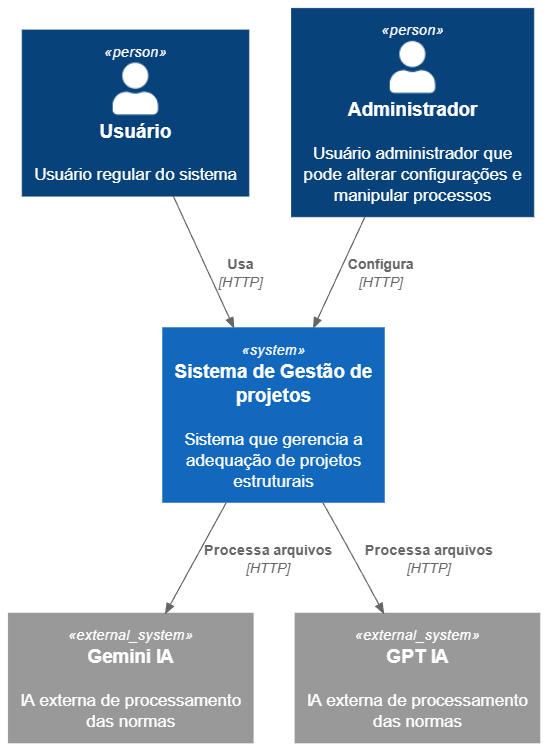 «person»
Usuário
Usuário regular do sistema
«person»
Administrador
Usuário administrador que
pode alterar configurações e
manipular processos
Usa
[HTTP]
Configura
[HTTP]
«system»
Sistema de Gestão de
projetos
Sistema que gerencia a
adequação de projetos
estruturais
Processa arquivos
[HTTP]
Processa arquivos
[HTTP]
«external_system»
Gemini IA
IA externa de processamento
das normas
«external_system»
GPT IA
IA externa de processamento
das normas